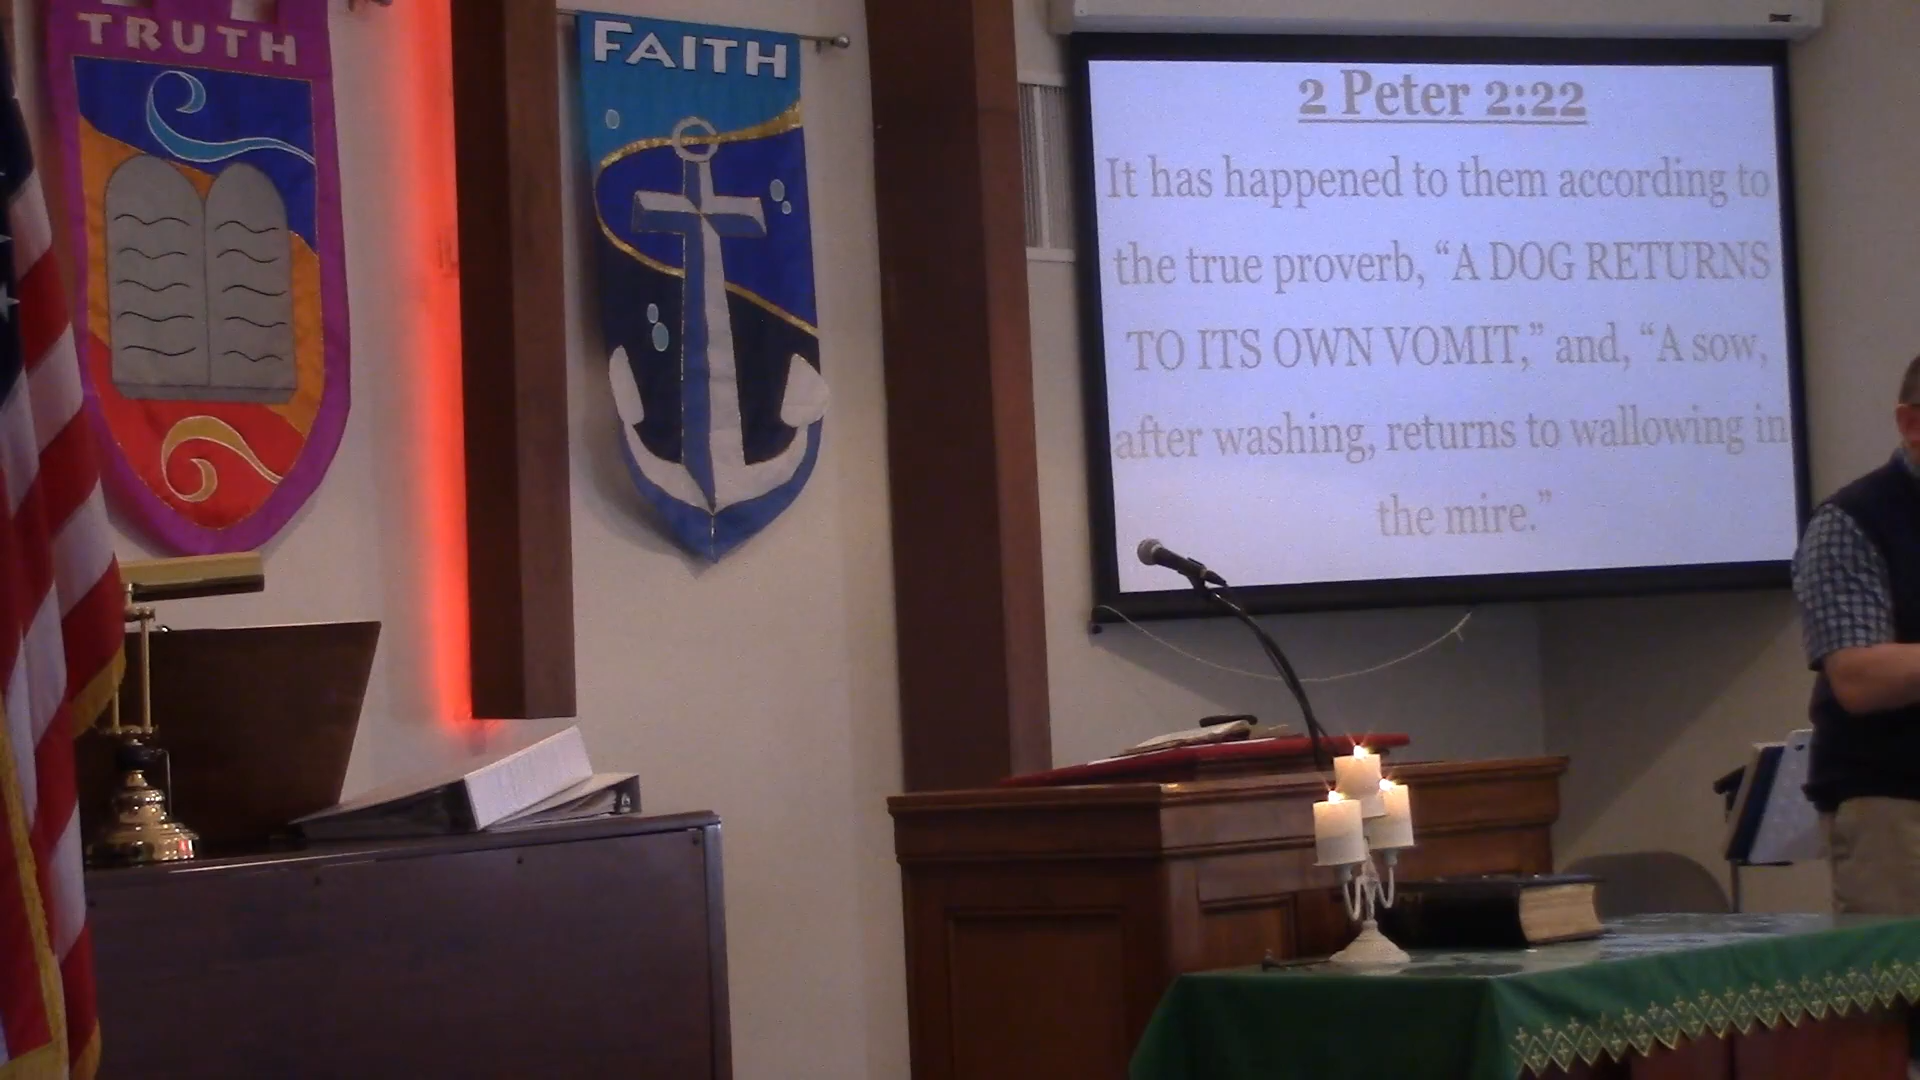 TRUTH
FAITH
2 Peter 2:22
It has happened to them according to
the true proverb, “A DOG RETURNS
TO ITS OWN VOMIT,” and, “A sow,
after washing, returns to wallowing in
the mire.”